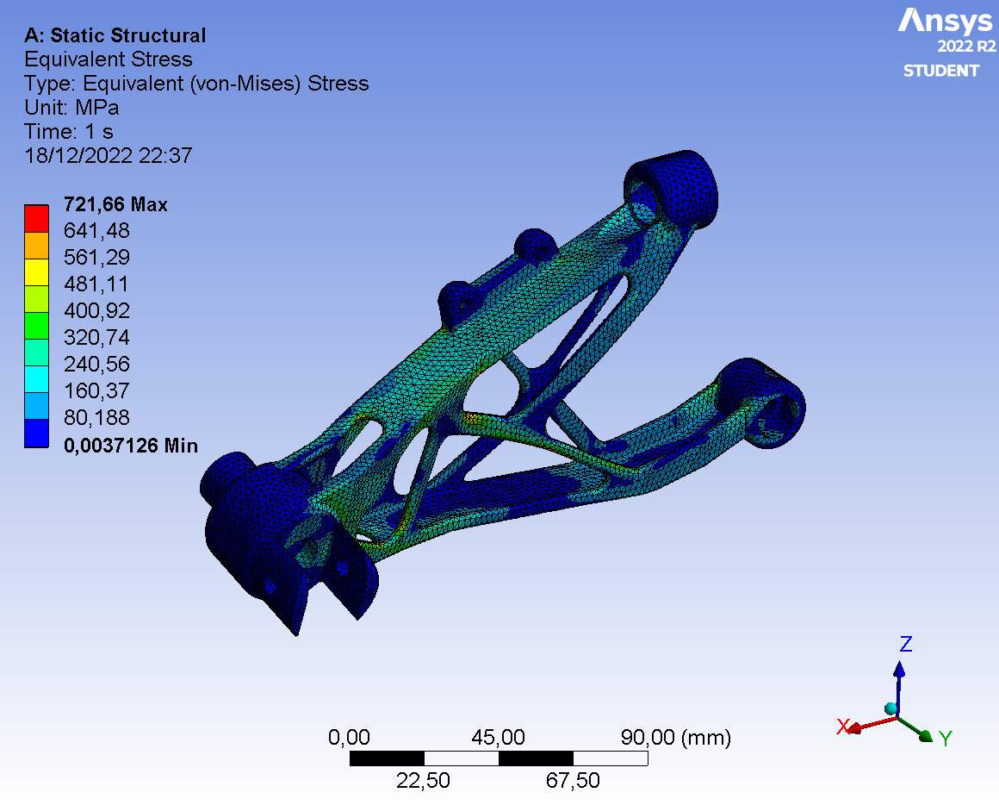 A: Static Structural
Equivalent Stress
Type: Equivalent (von-Mises) Stress
Unit: MPa
Time: 1 s
18/12/2022 22:37
Ansys
2022 R2
STUDENT
721,66 Max
641,48
561,29
481,11
400,92
320,74
240,56
160,37
80,188
0,0037126 Min
0,00 45,00 90,00 (mm)
22,50 67,50
Z
X
Y